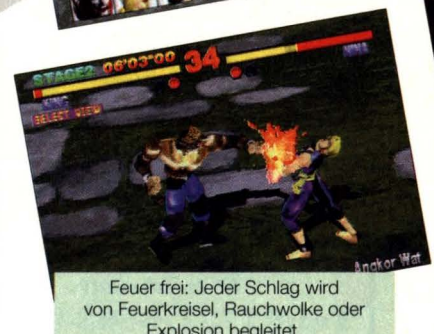 STAGE2 06'03"00 34
KING NINA
SELECT VIEW
Angkor Wat
Feuer frei: Jeder Schlag wird
von Feuerkreisel, Rauchwolke oder
Explosion begleitet